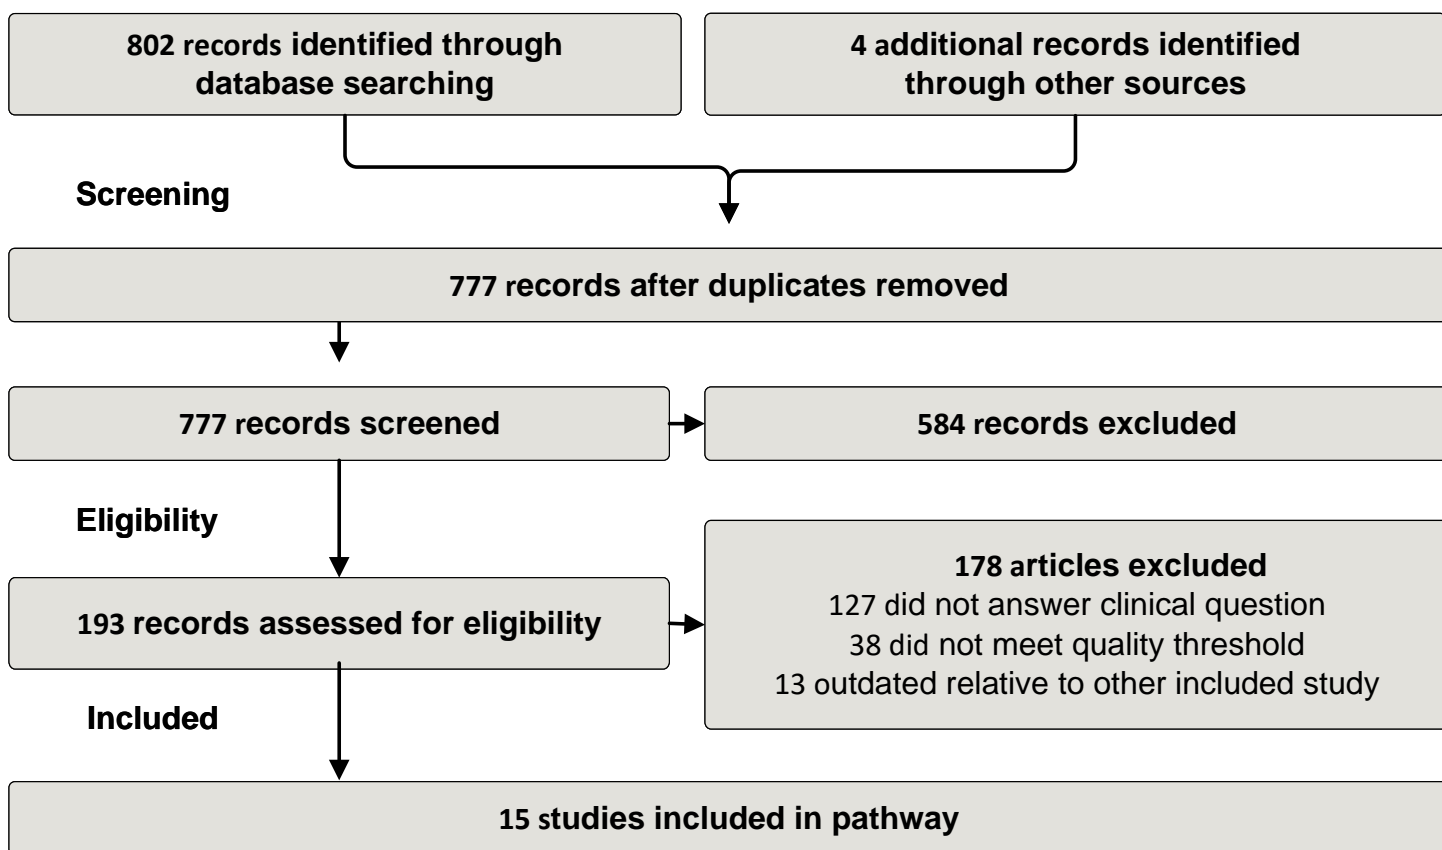 802 records identified through
database searching
4 additional records identified
through other sources
Screening
777 records after duplicates removed
777 records screened
584 records excluded
Eligibility
193 records assessed for eligibility
178 articles excluded
127 did not answer clinical question
38 did not meet quality threshold
13 outdated relative to other included study
Included
15 studies included in pathway